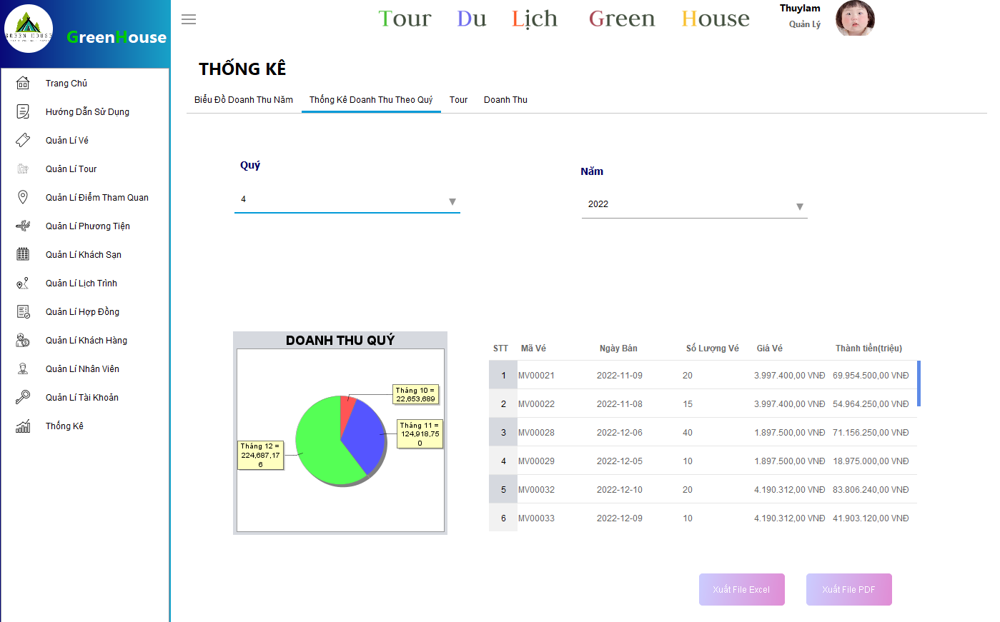 GREEN HOUSE
GreenHouse
Tour Du Lịch Green House
Thuylam
Quản Lý
Trang Chủ
Hướng Dẫn Sử Dụng
Quản Lí Vé
Quản Lí Tour
Quản Lí Điểm Tham Quan
Quản Lí Phương Tiện
Quản Lí Khách Sạn
Quản Lí Lịch Trình
Quản Lí Hợp Đồng
Quản Lí Khách Hàng
Quản Lí Nhân Viên
Quản Lí Tài Khoản
Thống Kê
THỐNG KÊ
Biểu Đồ Doanh Thu Năm Thống Kê Doanh Thu Theo Quý Tour Doanh Thu
Quý
4
Năm
2022
DOANH THU QUÝ
Tháng 10 =
22,653,689
Tháng 11 =
124,918,75
0
Tháng 12 =
224,687,17
6
STT Mã Vé Ngày Bán Số Lượng Vé Giá Vé Thành tiền(triệu)
1 MV00021 2022-11-09 20 3.997.400,00 VNĐ 69.954.500,00 VNĐ
2 MV00022 2022-11-08 15 3.997.400,00 VNĐ 54.964.250,00 VNĐ
3 MV00028 2022-12-06 40 1.897.500,00 VNĐ 71.156.250,00 VNĐ
4 MV00029 2022-12-05 10 1.897.500,00 VNĐ 18.975.000,00 VNĐ
5 MV00032 2022-12-10 20 4.190.312,00 VNĐ 83.806.240,00 VNĐ
6 MV00033 2022-12-09 10 4.190.312,00 VNĐ 41.903.120,00 VNĐ
Xuất File Excel
Xuất File PDF